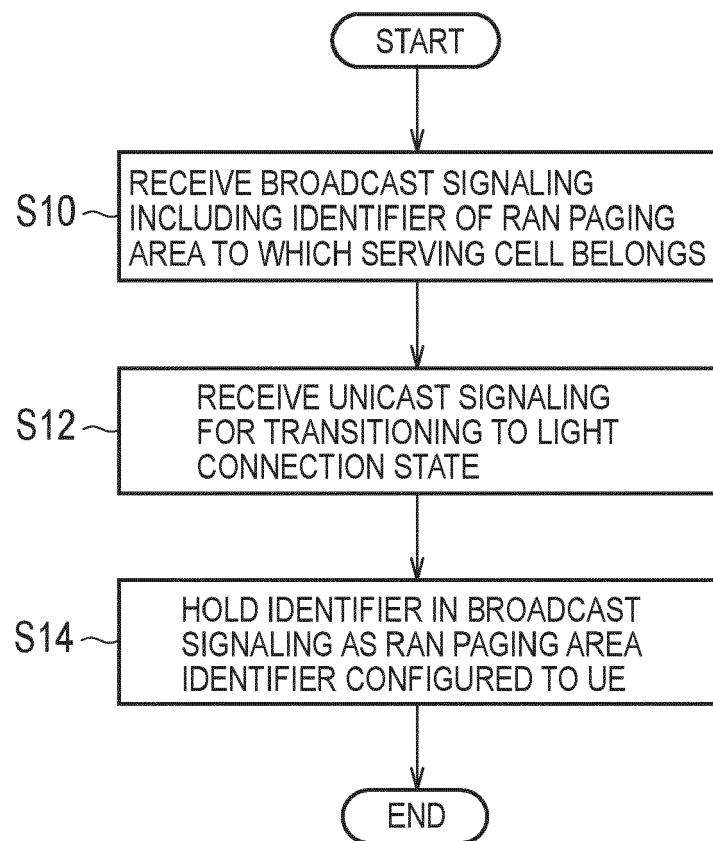 START
S10
RECEIVE BROADCAST SIGNALING
INCLUDING IDENTIFIER OF RAN PAGING
AREA TO WHICH SERVING CELL BELONGS
S12
RECEIVE UNICAST SIGNALING
FOR TRANSITIONING TO LIGHT
CONNECTION STATE
S14
HOLD IDENTIFIER IN BROADCAST
SIGNALING AS RAN PAGING AREA
IDENTIFIER CONFIGURED TO UE
END